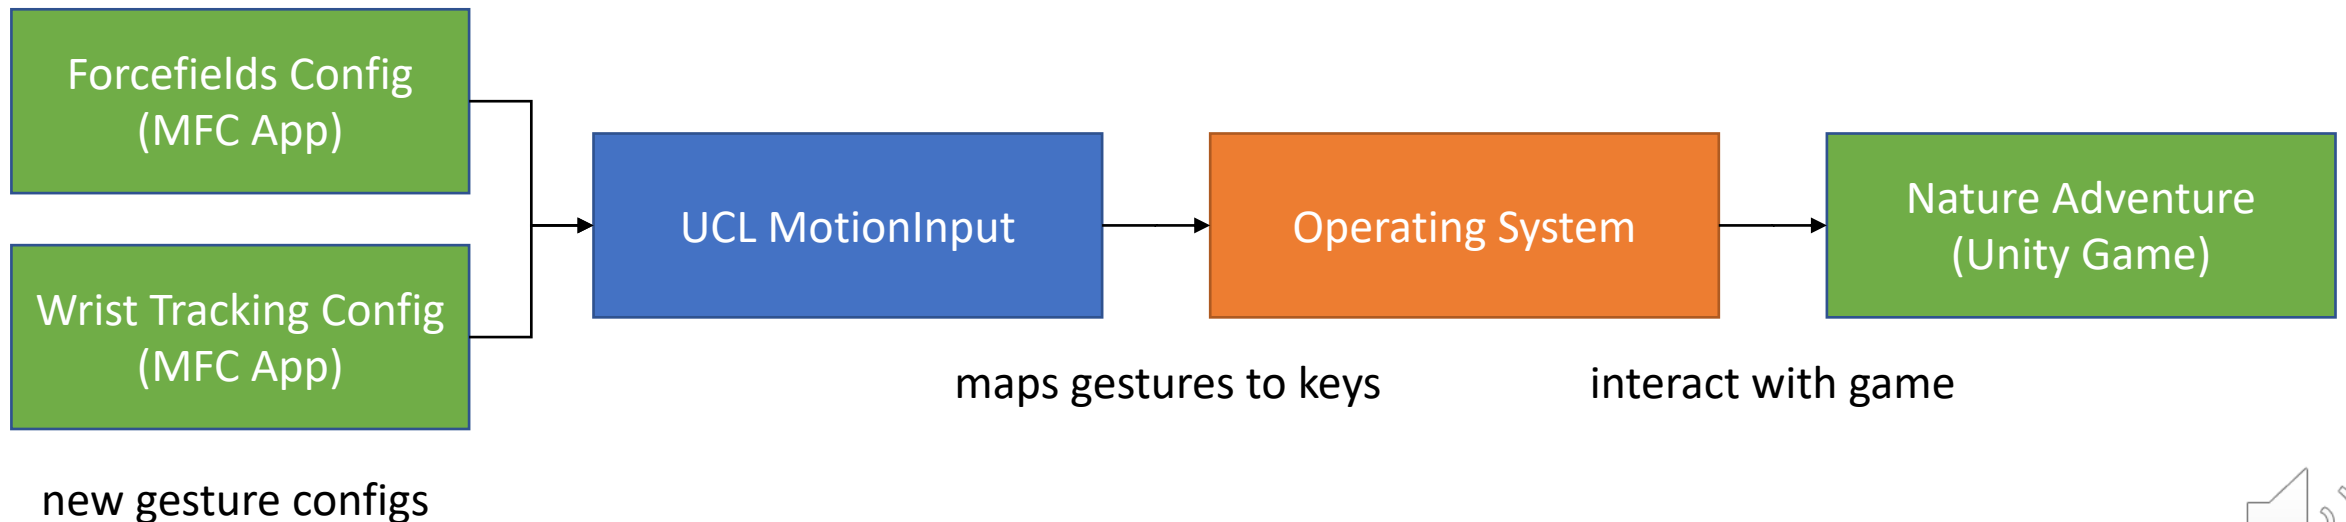 Forcefields Config
(MFC App)
Wrist Tracking Config
(MFC App)
new gesture configs
UCL MotionInput
maps gestures to keys
Operating System
interact with game
Nature Adventure
(Unity Game)